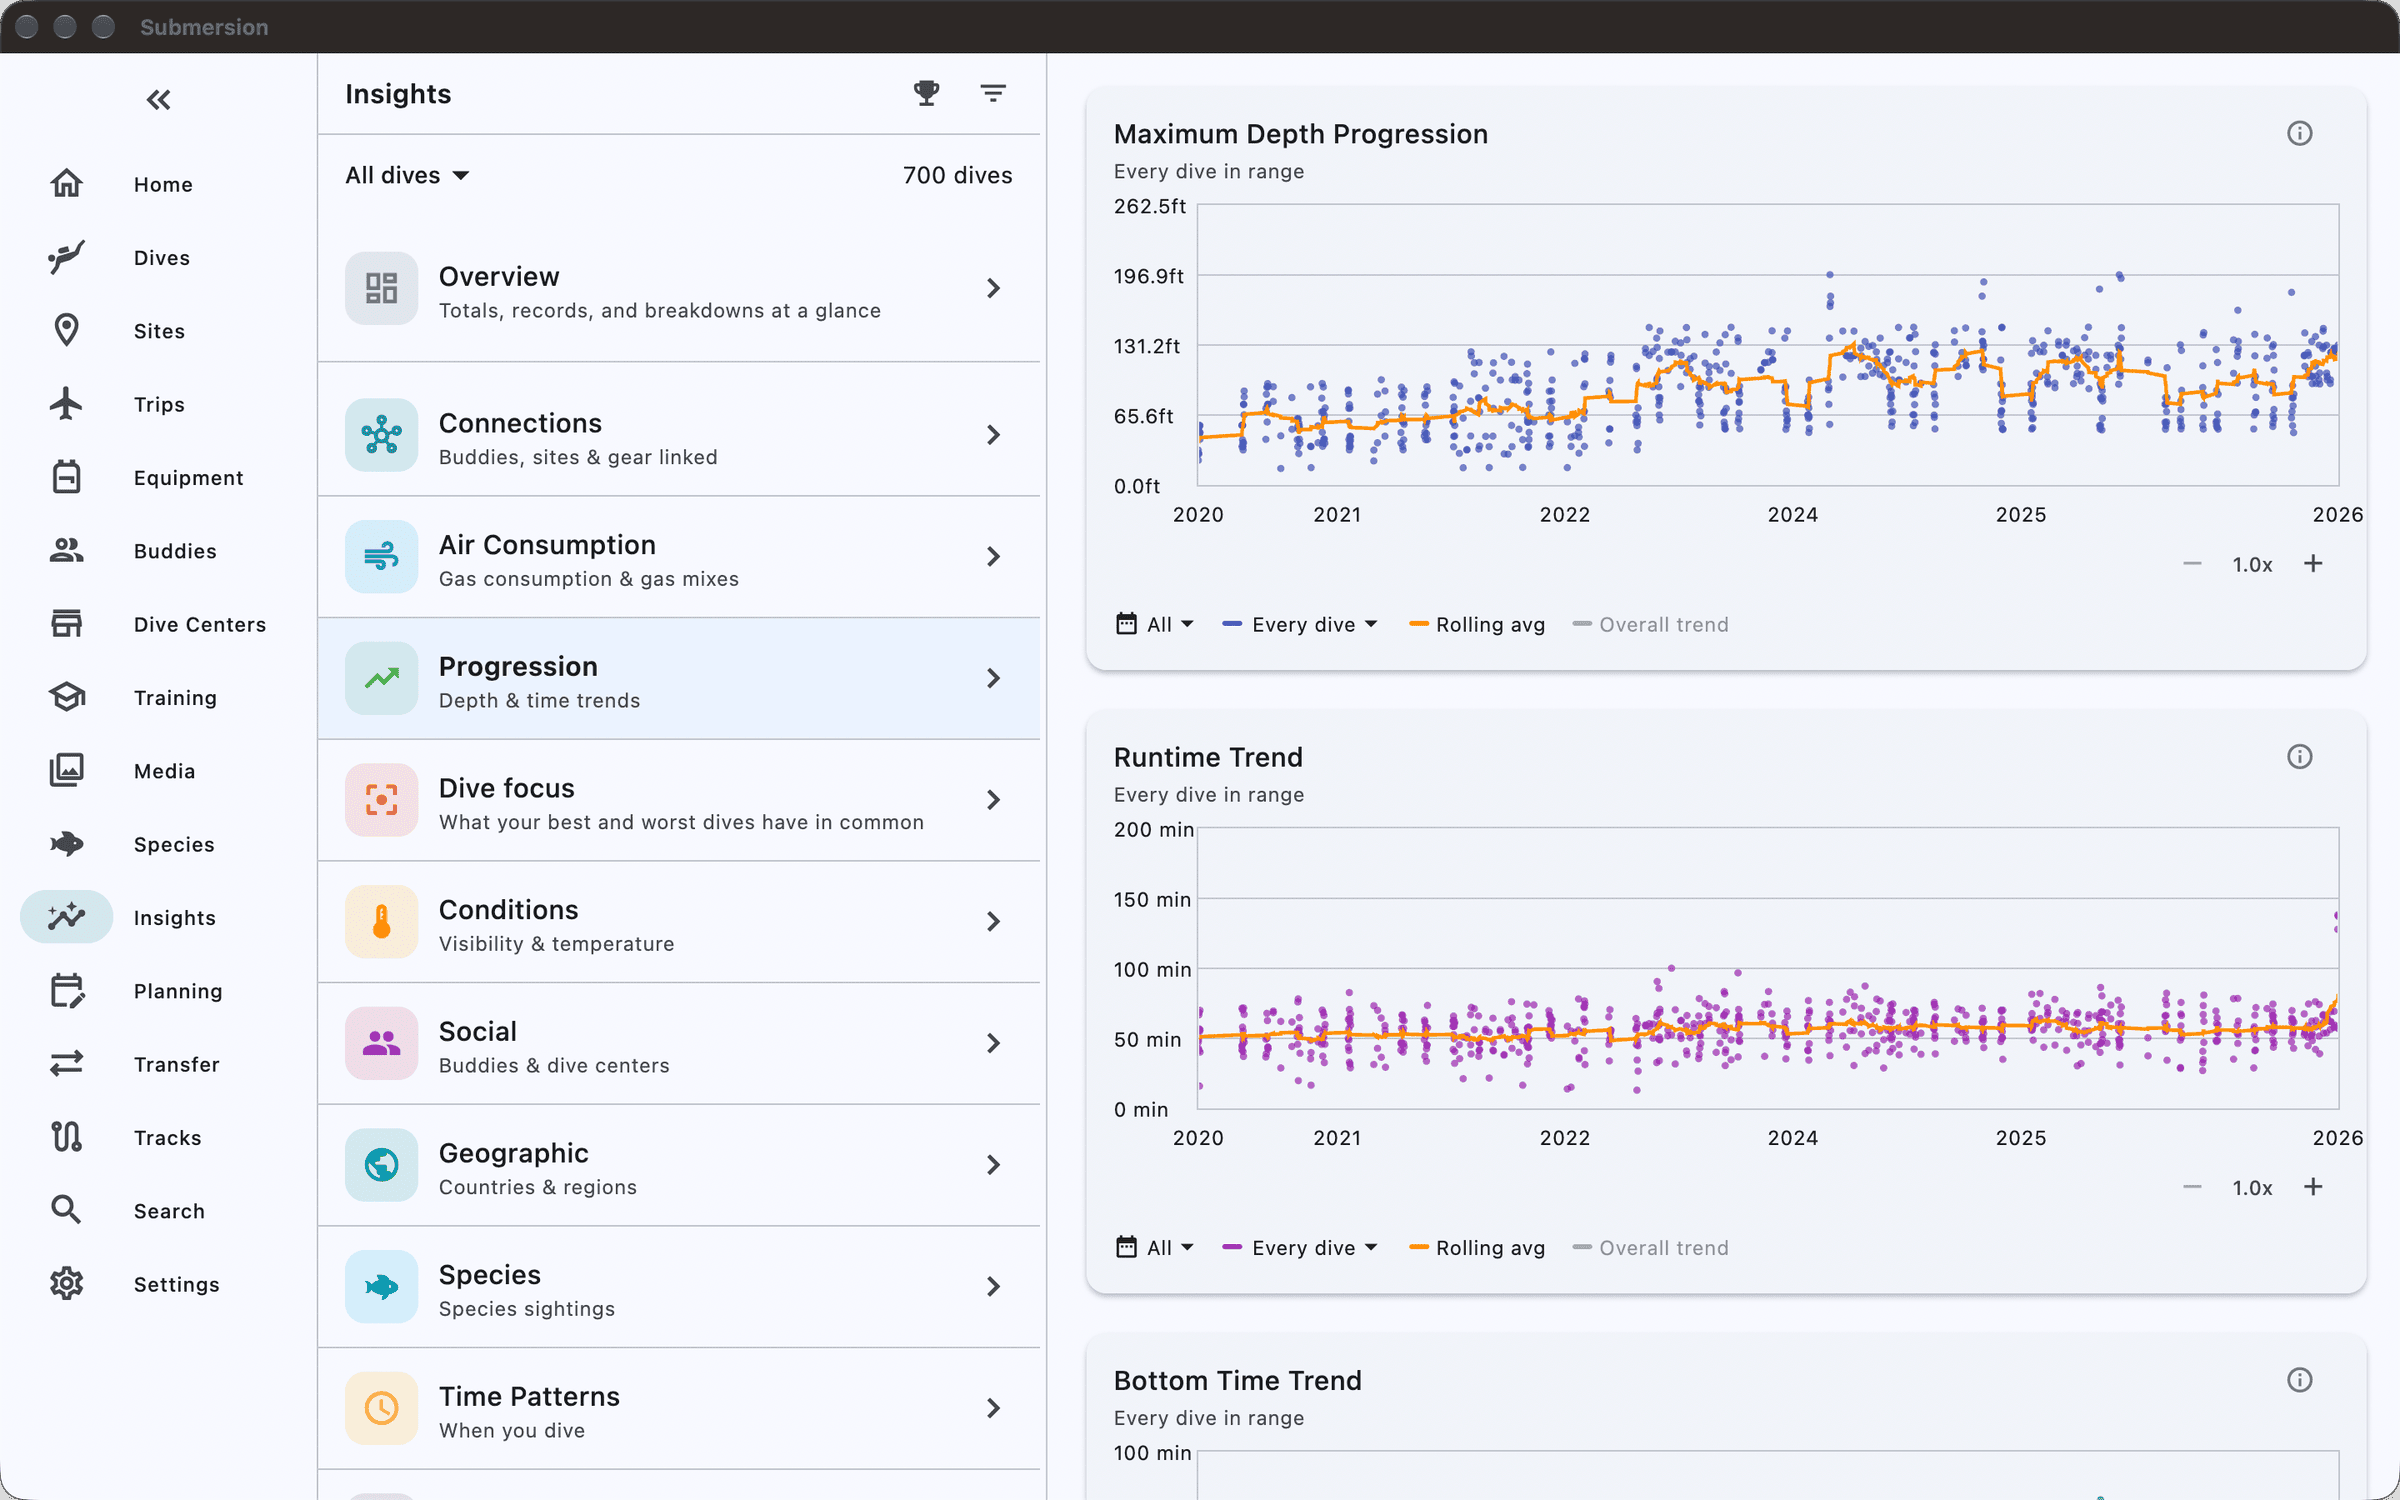 Submersion
Home
Dives
Sites
Trips
Equipment
Buddies
Dive Centers
Training
Media
Species
Insights
Planning
Transfer
Tracks
Search
Settings
Insights
All dives
700 dives
Overview
Totals, records, and breakdowns at a glance
Connections
Buddies, sites & gear linked
Air Consumption
Gas consumption & gas mixes
Progression
Depth & time trends
Dive focus
What your best and worst dives have in common
Conditions
Visibility & temperature
Social
Buddies & dive centers
Geographic
Countries & regions
Species
Species sightings
Time Patterns
When you dive
Maximum Depth Progression
Every dive in range
262.5ft
196.9ft
131.2ft
65.6ft
0.0ft
2020 2021 2022 2024 2025 2026
1.0x
All Every dive Rolling avg Overall trend
Runtime Trend
Every dive in range
200 min
150 min
100 min
50 min
0 min
2020 2021 2022 2024 2025 2026
1.0x
All Every dive Rolling avg Overall trend
Bottom Time Trend
Every dive in range
100 min